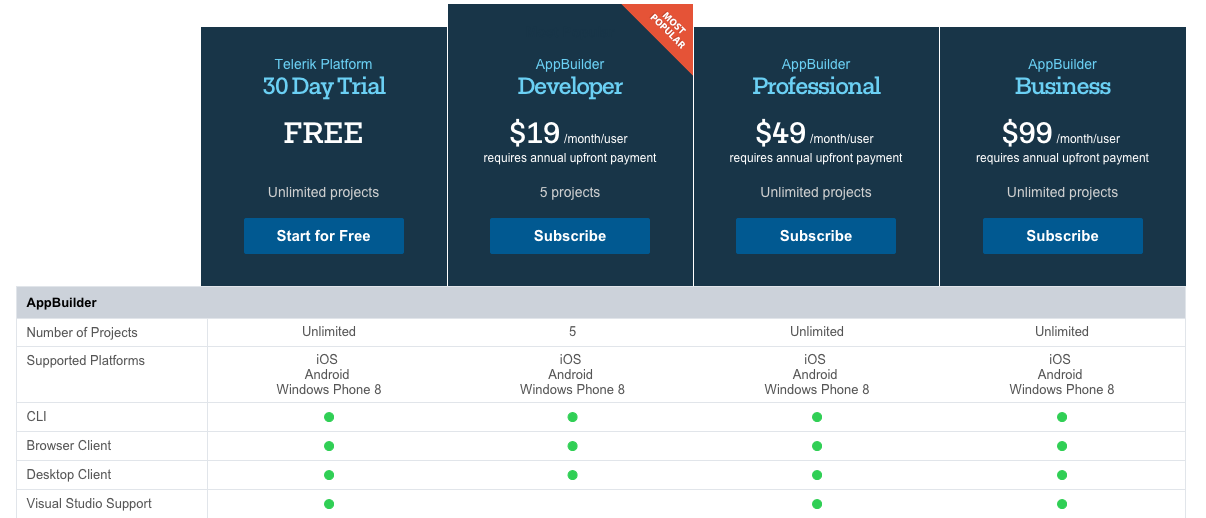 MOST
POPULAR
Telerik Platform
30 Day Trial
FREE
Unlimited projects
Start for Free
AppBuilder
Developer
$19 /month/user
requires annual upfront payment
5 projects
Subscribe
AppBuilder
Professional
$49 /month/user
requires annual upfront payment
Unlimited projects
Subscribe
AppBuilder
Business
$99 /month/user
requires annual upfront payment
Unlimited projects
Subscribe
AppBuilder
Number of Projects Unlimited 5 Unlimited Unlimited
Supported Platforms iOS iOS iOS iOS
Android Android Android Android
Windows Phone 8 Windows Phone 8 Windows Phone 8 Windows Phone 8
CLI
Browser Client
Desktop Client
Visual Studio Support